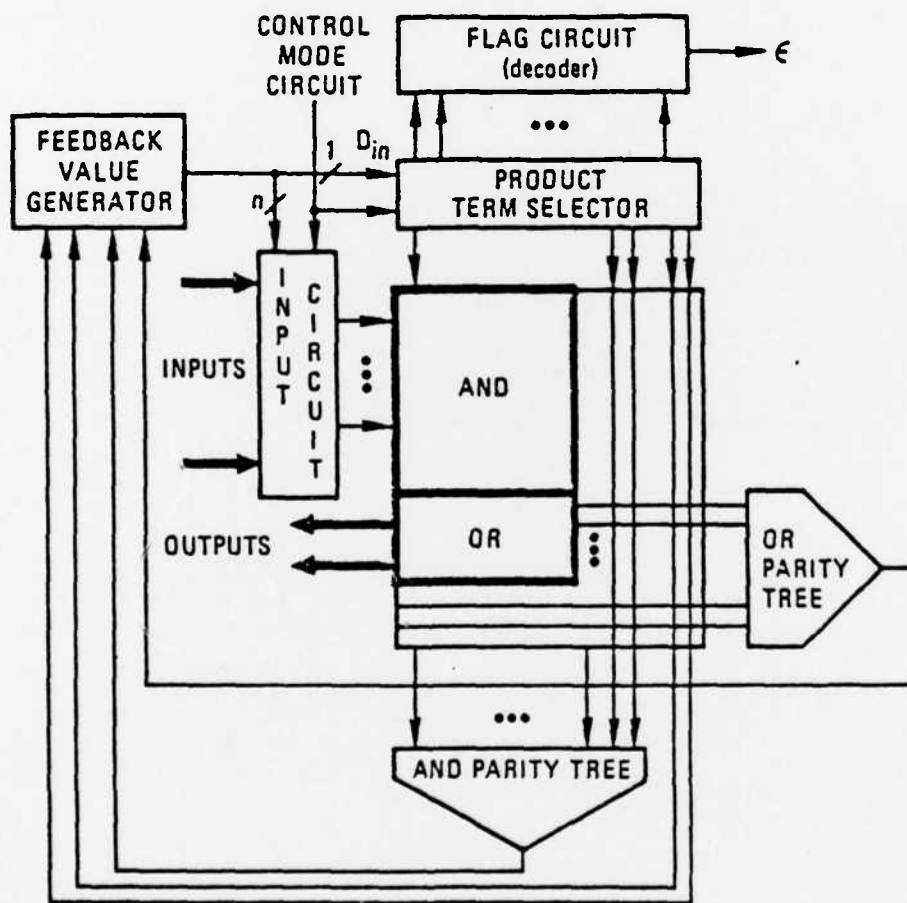 CONTROL
MODE
CIRCUIT
FLAG CIRCUIT
(decoder)
ϵ
FEEDBACK
VALUE
GENERATOR
1
D_in
n
PRODUCT
TERM SELECTOR
INPUT
CIRCUIT
INPUTS
AND
OUTPUTS
OR
OR
PARITY
TREE
AND PARITY TREE